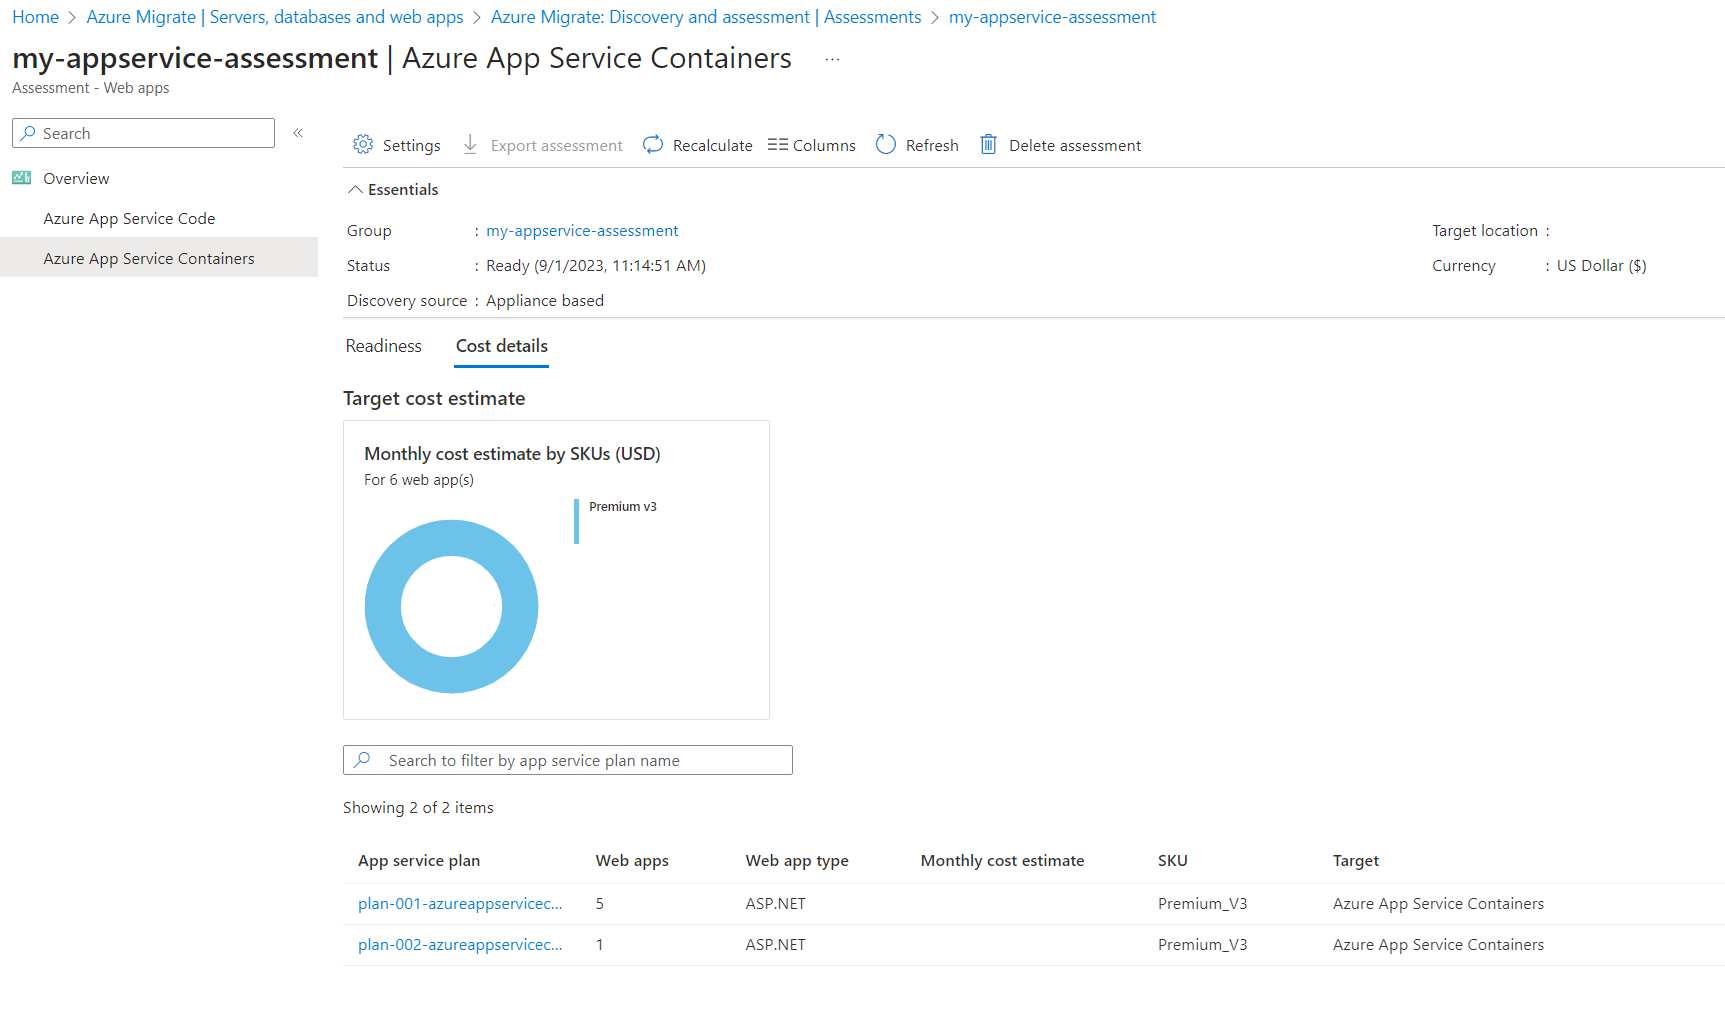 Home > Azure Migrate | Servers, databases and web apps > Azure Migrate: Discovery and assessment | Assessments > my-appservice-assessment
my-appservice-assessment | Azure App Service Containers ...
Assessment - Web apps
Search «
Settings Export assessment Recalculate Columns Refresh Delete assessment
Overview
Azure App Service Code
Azure App Service Containers
Essentials
Group : my-appservice-assessment Target location :
Status : Ready (9/1/2023, 11:14:51 AM) Currency : US Dollar ($)
Discovery source : Appliance based
Readiness Cost details
Target cost estimate
Monthly cost estimate by SKUs (USD)
For 6 web app(s)
Premium v3
Search to filter by app service plan name
Showing 2 of 2 items
App service plan Web apps Web app type Monthly cost estimate SKU Target
plan-001-azureappservicec... 5 ASP.NET Premium_V3 Azure App Service Containers
plan-002-azureappservicec... 1 ASP.NET Premium_V3 Azure App Service Containers